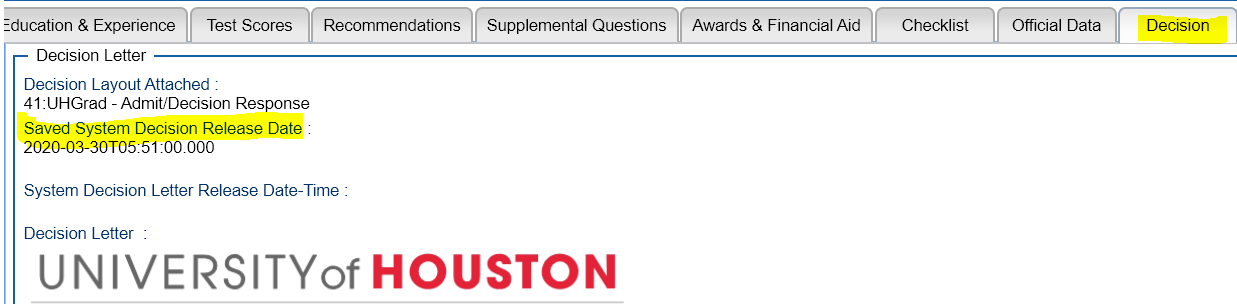 Education & Experience Test Scores Recommendations Supplemental Questions Awards & Financial Aid Checklist Official Data Decision
Decision Letter
Decision Layout Attached :
41:UHGrad - Admit/Decision Response
Saved System Decision Release Date :
2020-03-30T05:51:00.000
System Decision Letter Release Date-Time :
Decision Letter :
UNIVERSITY of HOUSTON